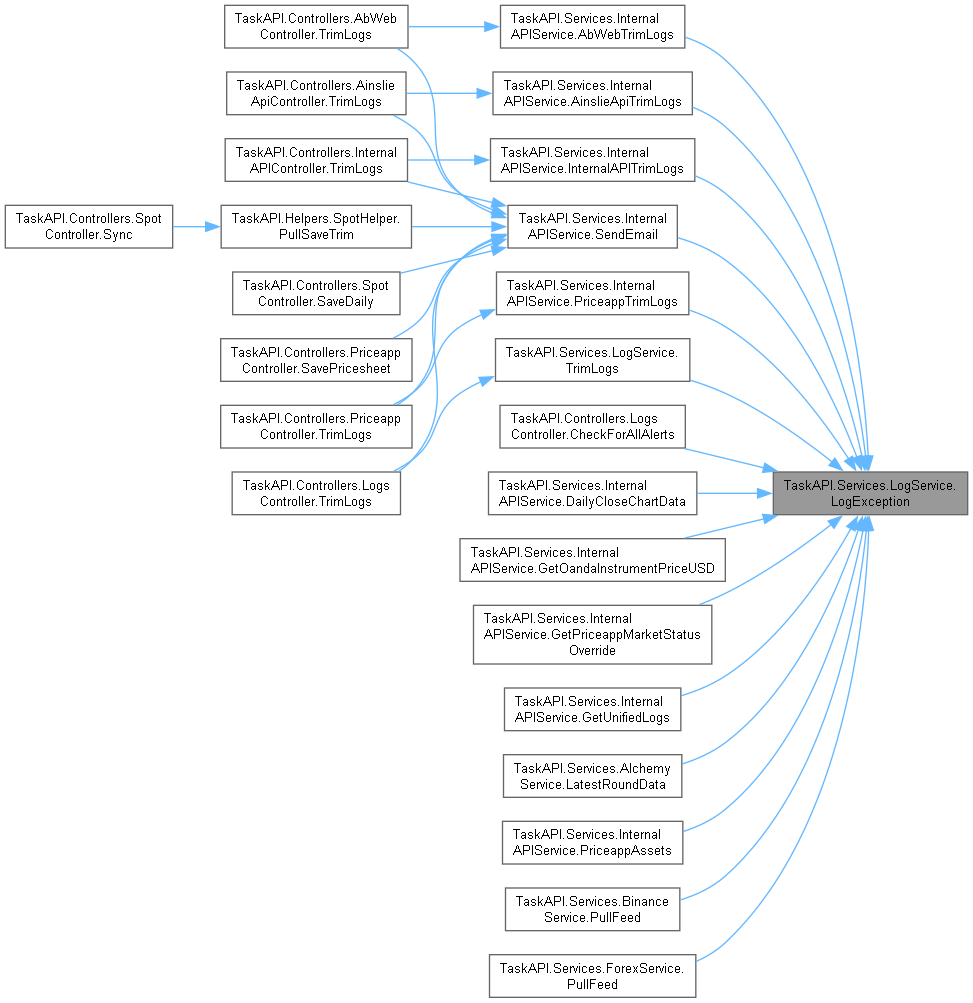 TaskAPI.Controllers.AbWeb
Controller.TrimLogs
TaskAPI.Services.Internal
APIService.AbWebTrimLogs
TaskAPI.Controllers.Ainslie
ApiController.TrimLogs
TaskAPI.Services.Internal
APIService.AinslieApiTrimLogs
TaskAPI.Controllers.Internal
APIController.TrimLogs
TaskAPI.Services.Internal
APIService.InternalAPITrimLogs
TaskAPI.Controllers.Spot
Controller.Sync
TaskAPI.Helpers.SpotHelper.
PullSaveTrim
TaskAPI.Services.Internal
APIService.SendEmail
TaskAPI.Controllers.Spot
Controller.SaveDaily
TaskAPI.Services.Internal
APIService.PriceappTrimLogs
TaskAPI.Controllers.Priceapp
Controller.SavePricesheet
TaskAPI.Services.LogService.
TrimLogs
TaskAPI.Controllers.Priceapp
Controller.TrimLogs
TaskAPI.Controllers.Logs
Controller.CheckForAllAlerts
TaskAPI.Controllers.Logs
Controller.TrimLogs
TaskAPI.Services.Internal
APIService.DailyCloseChartData
TaskAPI.Services.LogService.
LogException
TaskAPI.Services.Internal
APIService.GetOandaInstrumentPriceUSD
TaskAPI.Services.Internal
APIService.GetPriceappMarketStatus
Override
TaskAPI.Services.Internal
APIService.GetUnifiedLogs
TaskAPI.Services.Alchemy
Service.LatestRoundData
TaskAPI.Services.Internal
APIService.PriceappAssets
TaskAPI.Services.Binance
Service.PullFeed
TaskAPI.Services.ForexService.
PullFeed